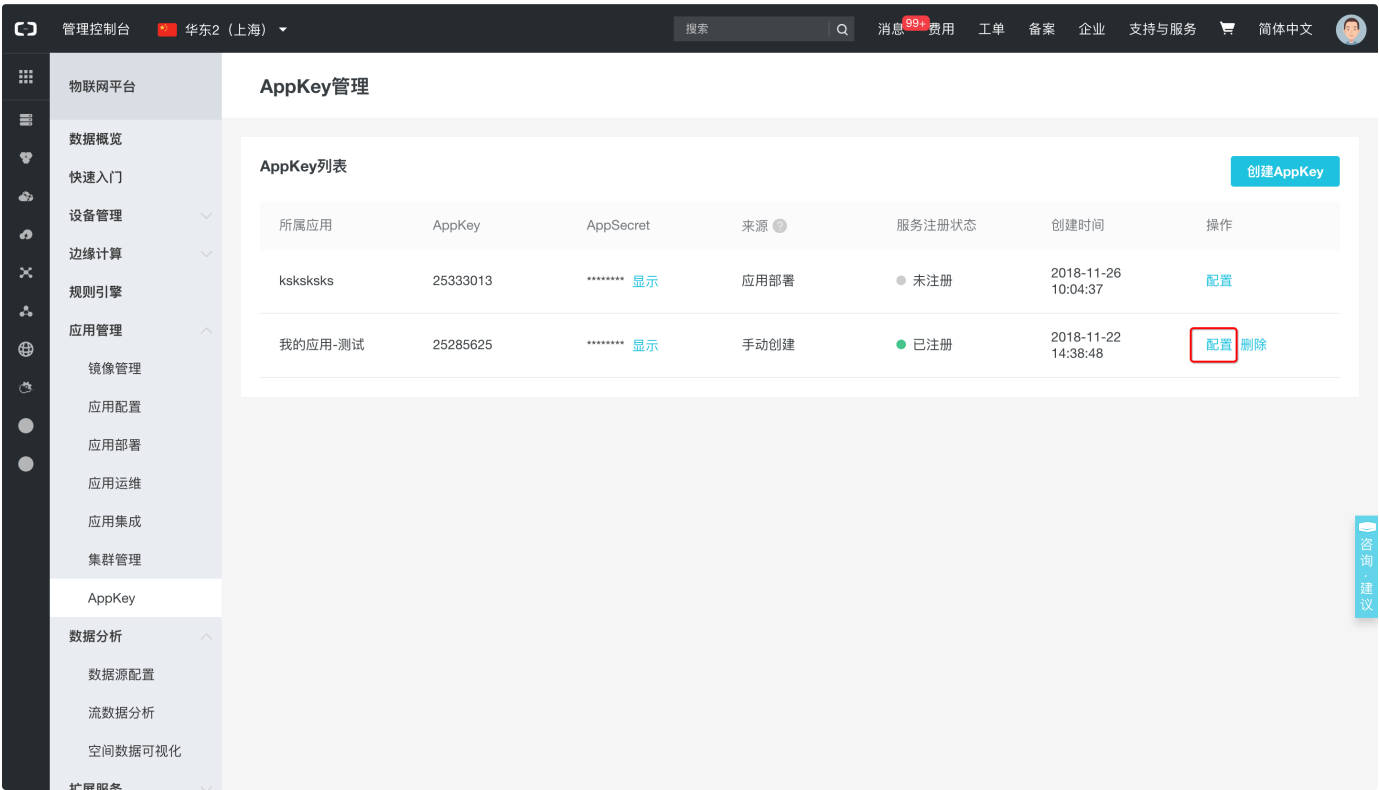 管理控制台 华东2（上海） 搜索 消息 99+ 费用 工单 备案 企业 支持与服务 简体中文
物联网平台
数据概览
快速入门
设备管理
边缘计算
规则引擎
应用管理
镜像管理
应用配置
应用部署
应用运维
应用集成
集群管理
AppKey
数据分析
数据源配置
流数据分析
空间数据可视化
扩展服务
AppKey管理
AppKey列表
创建AppKey
所属应用 AppKey AppSecret 来源 ? 服务注册状态 创建时间 操作
ksksksks 25333013 ******** 显示 应用部署 未注册 2018-11-26 10:04:37 配置
我的应用-测试 25285625 ******** 显示 手动创建 已注册 2018-11-22 14:38:48 配置 删除
咨询·建议